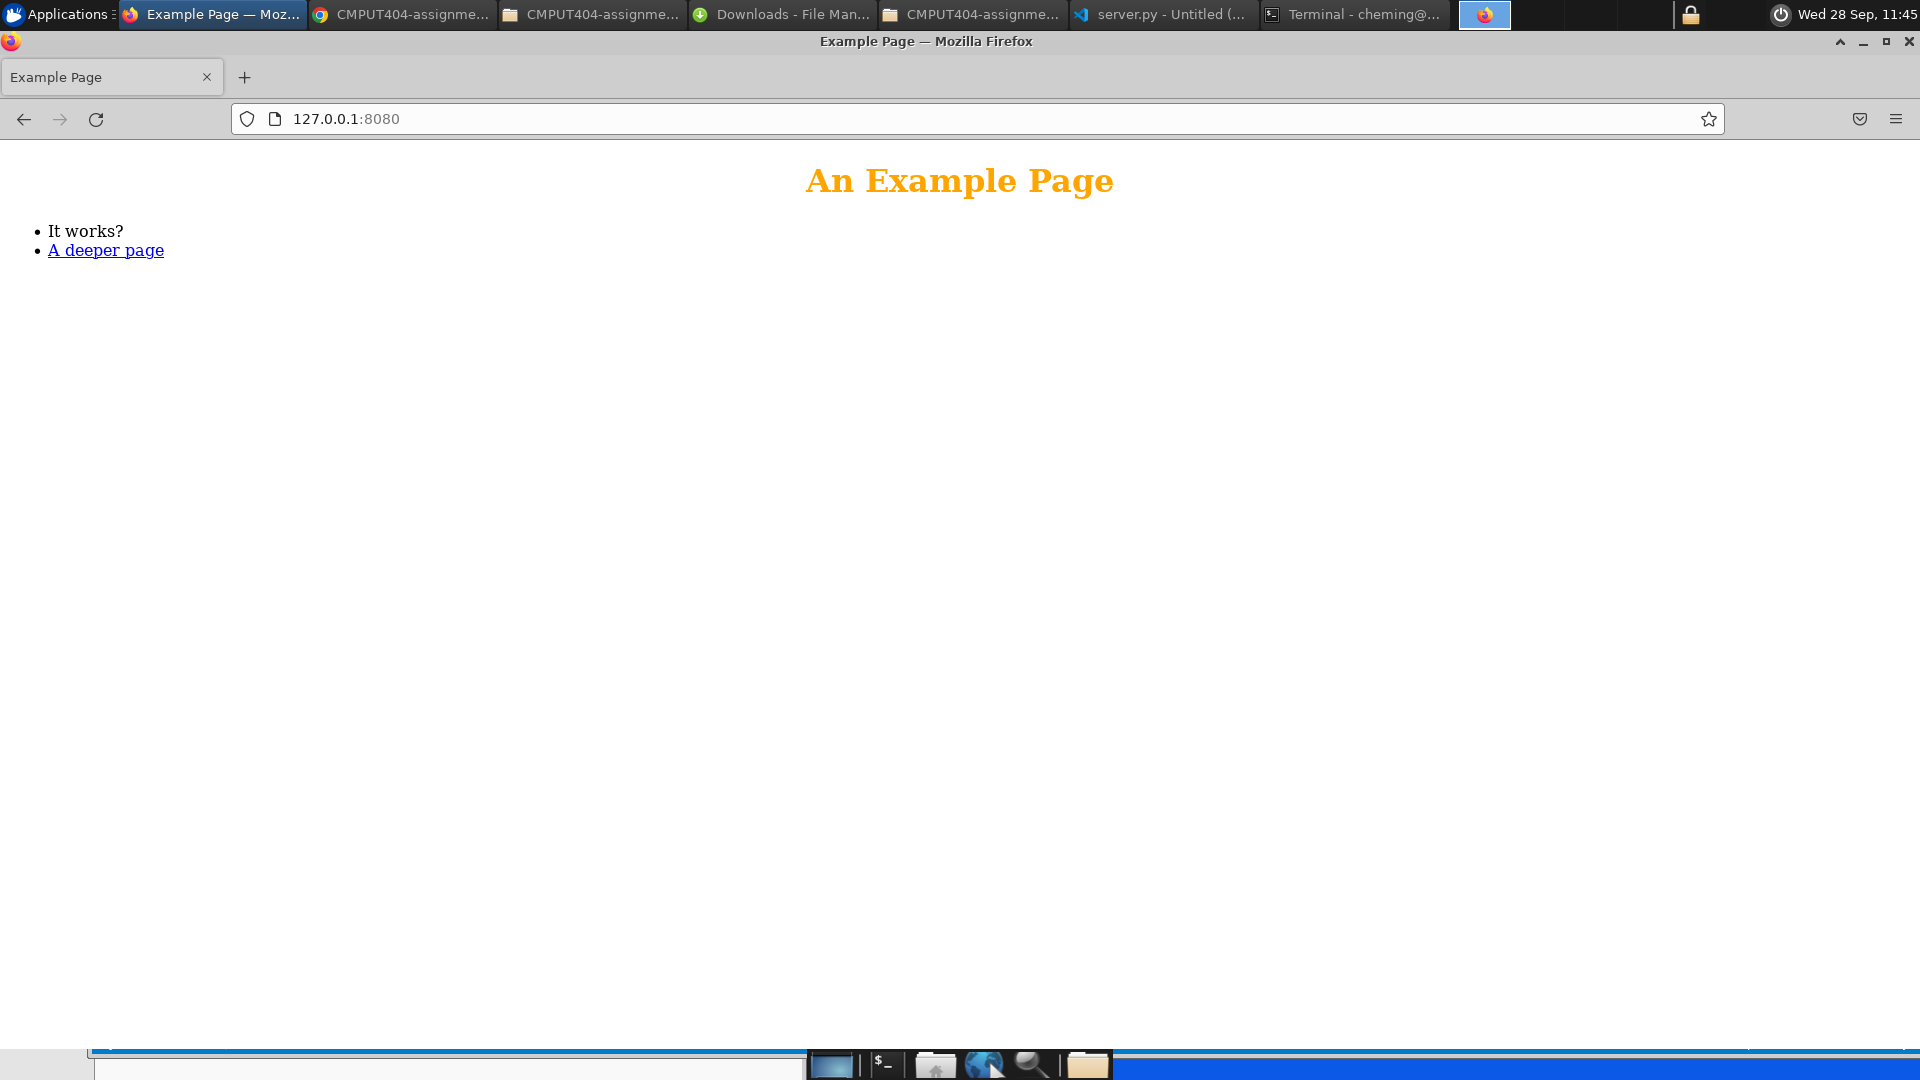 Applications
Example Page — Moz...
CMPUT404-assignme...
CMPUT404-assignme...
Downloads - File Man...
CMPUT404-assignme...
server.py - Untitled (...
Terminal - cheming@...
Wed 28 Sep, 11:45
Example Page — Mozilla Firefox
Example Page
127.0.0.1:8080
An Example Page
• It works?
• A deeper page
$_